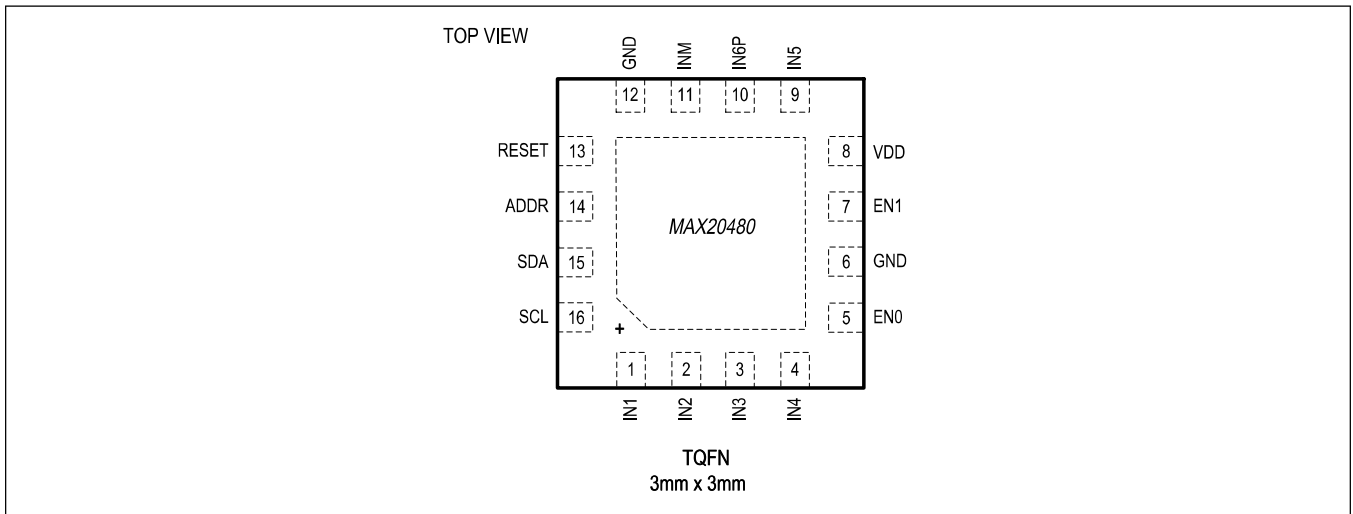 TOP VIEW
GND INM IN6P IN5
12 11 10 9
RESET 13
8 VDD
ADDR 14
7 EN1
MAX20480
SDA 15
6 GND
SCL 16
5 EN0
+
1 2 3 4
IN1 IN2 IN3 IN4
TQFN
3mm x 3mm